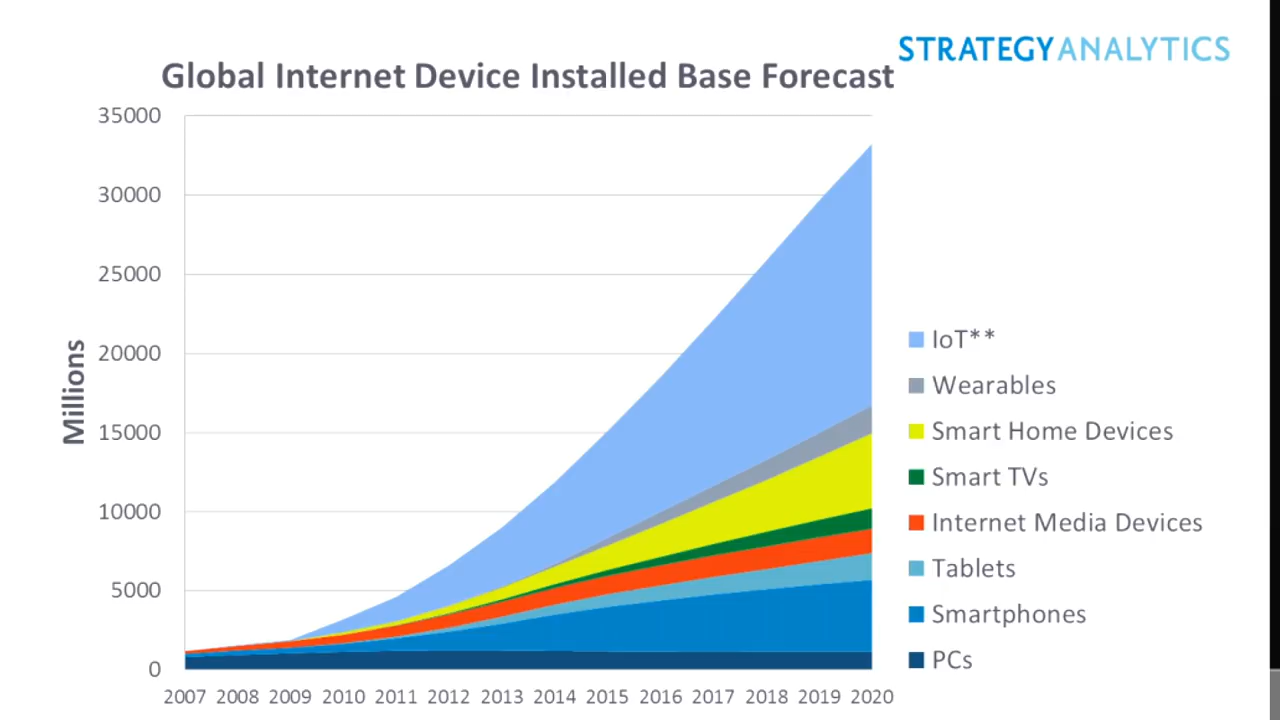 STRATEGYANALYTICS
Global Internet Device Installed Base Forecast
35000
30000
25000
20000
15000
10000
5000
0
Millions
2007 2008 2009 2010 2011 2012 2013 2014 2015 2016 2017 2018 2019 2020
IoT**
Wearables
Smart Home Devices
Smart TVs
Internet Media Devices
Tablets
Smartphones
PCs